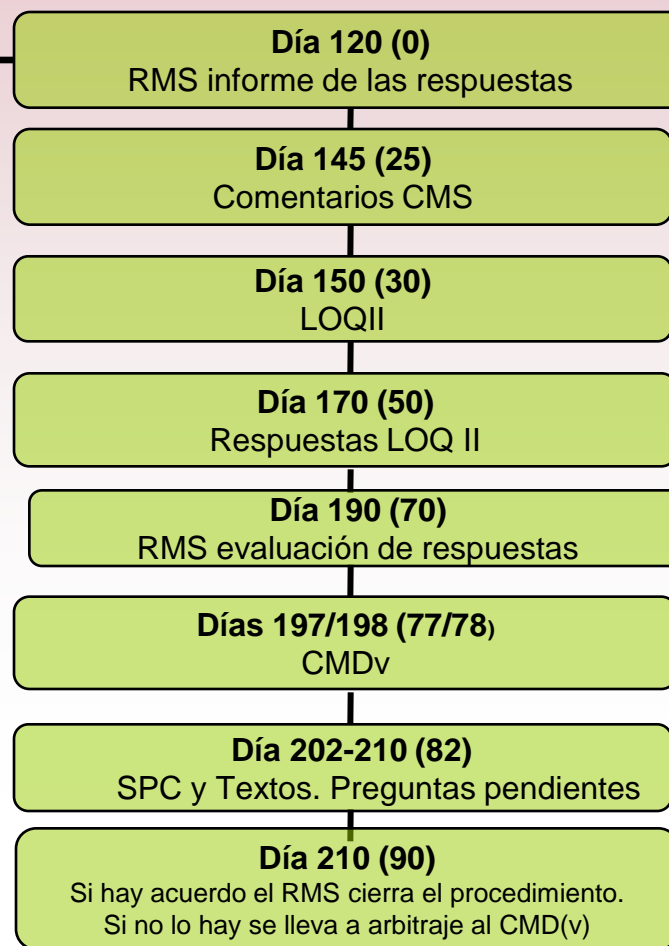 Día 120 (0)
RMS informe de las respuestas
Día 145 (25)
Comentarios CMS
Día 150 (30)
LOQII
Día 170 (50)
Respuestas LOQ II
Día 190 (70)
RMS evaluación de respuestas
Días 197/198 (77/78)
CMDv
Día 202-210 (82)
SPC y Textos. Preguntas pendientes
Día 210 (90)
Si hay acuerdo el RMS cierra el procedimiento.
Si no lo hay se lleva a arbitraje al CMD(v)